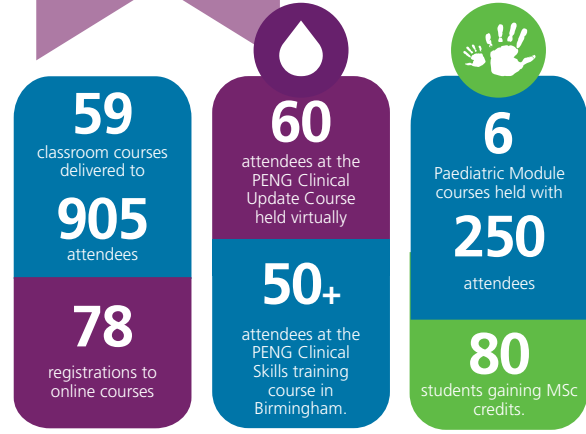 59
classroom courses
delivered to
905
attendees
78
registrations to
online courses
60
attendees at the
PENG Clinical
Update Course
held virtually
50+
attendees at the
PENG Clinical
Skills training
course in
Birmingham.
6
Paediatric Module
courses held with
250
attendees
80
students gaining MSc
credits.